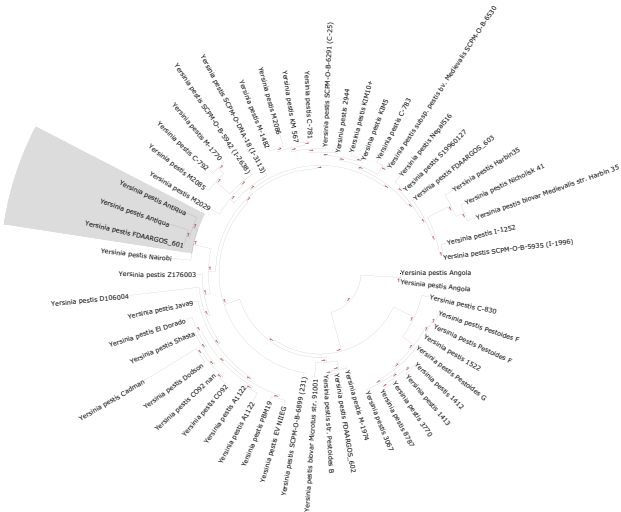 Yersinia pestis Angola
Yersinia pestis Angola
Yersinia pestis C-830
Yersinia pestis Pestoides F
Yersinia pestis Pestoides F
Yersinia pestis 1522
Yersinia pestis Pestoides G
Yersinia pestis 1412
Yersinia pestis 1413
Yersinia pestis 3770
Yersinia pestis 8787
Yersinia pestis 3067
Yersinia pestis M-1974
Yersinia pestis FDAARGOS_602
Yersinia pestis str. Pestoides B
Yersinia pestis biovar Microtus str. 91001
Yersinia pestis SCPM-O-B-6899 (231)
Yersinia pestis EV NIIEG
Yersinia pestis PBM19
Yersinia pestis A1122
Yersinia pestis A1122
Yersinia pestis CO92
Yersinia pestis CO92 nan
Yersinia pestis Dodson
Yersinia pestis Cadman
Yersinia pestis Shasta
Yersinia pestis El Dorado
Yersinia pestis Java9
Yersinia pestis D106004
Yersinia pestis Z176003
Yersinia pestis Nairobi
Yersinia pestis FDAARGOS_601
Yersinia pestis Antiqua
Yersinia pestis Antiqua
Yersinia pestis M2029
Yersinia pestis M2085
Yersinia pestis C-792
Yersinia pestis M-1770
Yersinia pestis SCPM-O-B-5942 (I-2638)
Yersinia pestis SCPM-O-DNA-18 (I-3113)
Yersinia pestis M-1482
Yersinia pestis M2086
Yersinia pestis KM 567
Yersinia pestis C-781
Yersinia pestis SCPM-O-B-6291 (C-25)
Yersinia pestis 2944
Yersinia pestis KIM10+
Yersinia pestis KIM5
Yersinia pestis C-783
Yersinia pestis subsp. pestis bv. Medievalis SCPM-O-B-6530
Yersinia pestis Nepal516
Yersinia pestis S19960127
Yersinia pestis FDAARGOS_603
Yersinia pestis Harbin35
Yersinia pestis Nicholisk 41
Yersinia pestis biovar Medievalis str. Harbin 35
Yersinia pestis I-1252
Yersinia pestis SCPM-O-B-5935 (I-1996)